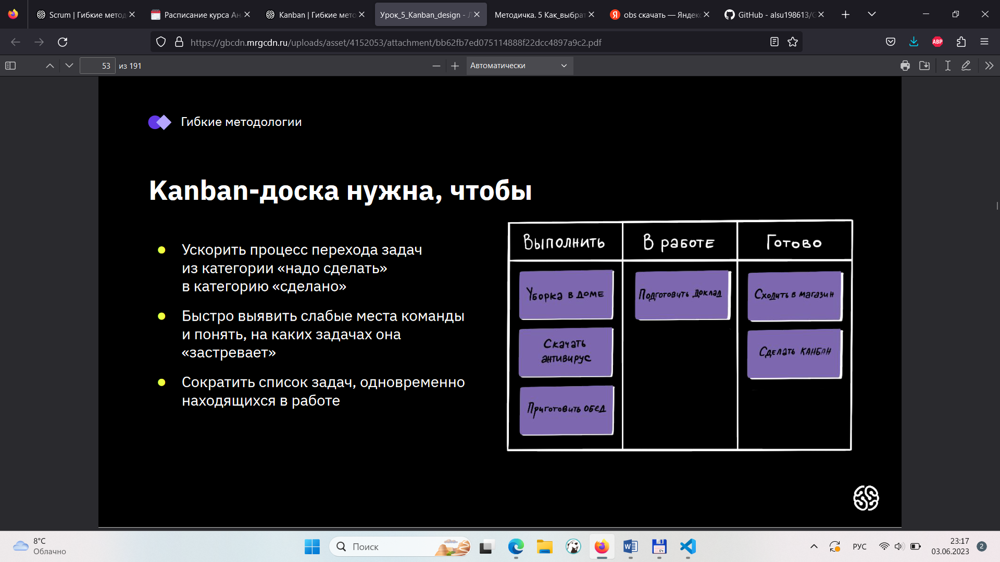 Scrum | Гибкие метод
Расписание курса Ан
Kanban | Гибкие мето
Урок_5_Kanban_design - Л
Методичка. 5 Как_выбрат
obs скачать — Яндекс
GitHub - alsu198613/G
https://gbcdn.mrgcdn.ru/uploads/asset/4152053/attachment/bb62fb7ed075114888f22dcc4897a9c2.pdf
ABP
53 из 191
Автоматически
Гибкие методологии
Kanban-доска нужна, чтобы
Ускорить процесс перехода задач
из категории «надо сделать»
в категорию «сделано»
Быстро выявить слабые места команды
и понять, на каких задачах она
«застревает»
Сократить список задач, одновременно
находящихся в работе
Выполнить
В работе
Готово
Уборка в доме
Подготовить доклад
Сходить в магазин
Скачать
антивирус
Сделать канбан
Приготовить обед
8°C
Облачно
Поиск
64
РУС
23:17
03.06.2023
2